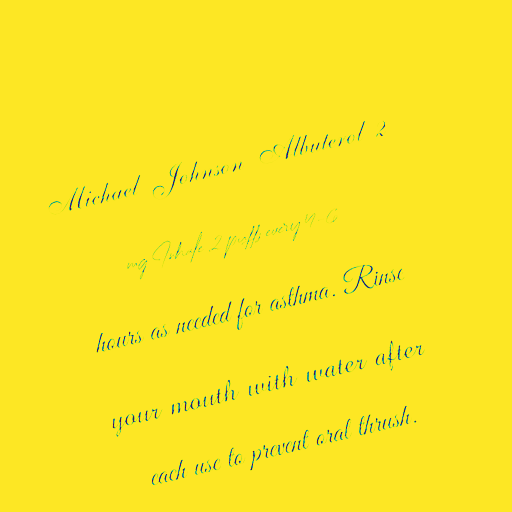 Michael Johnson Albuterol 2
mg Inhale 2 puffs every 4-6
hours as needed for asthma. Rinse
your mouth with water after
each use to prevent oral thrush.